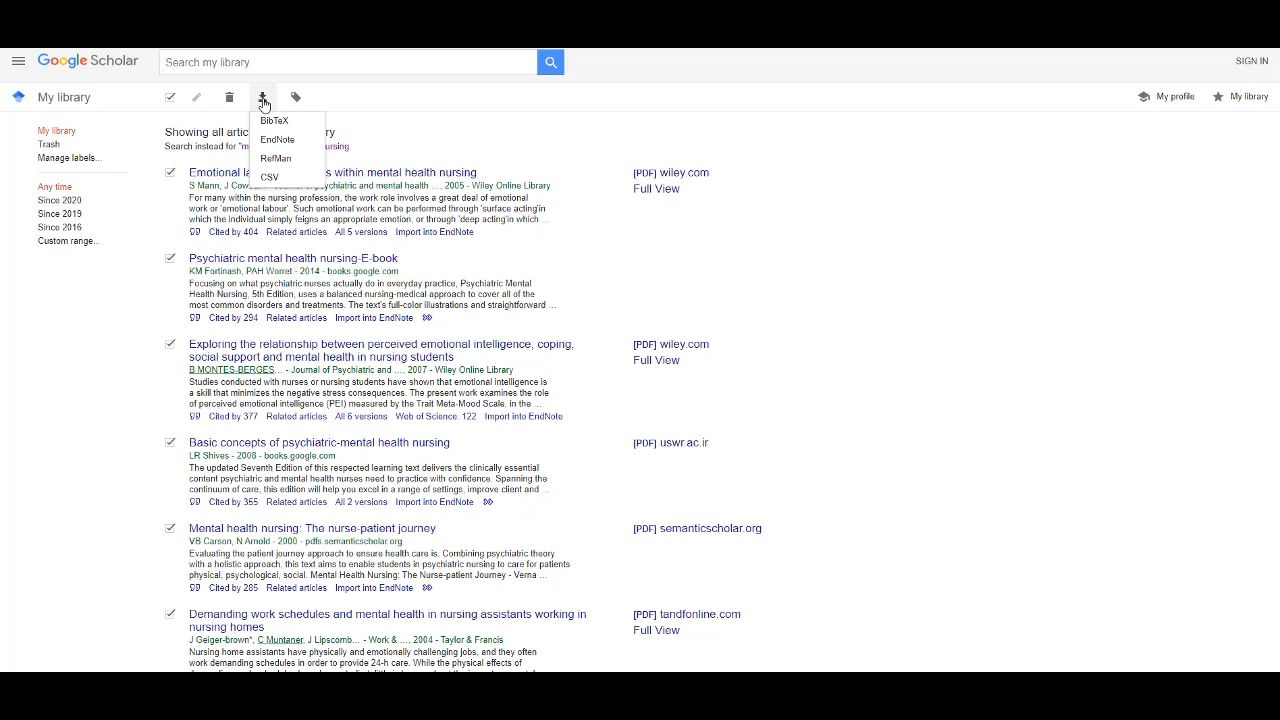 Google Scholar
Search my library
SIGN IN
My library
My profile
My library
BibTeX
EndNote
RefMan
CSV
My library
Trash
Manage labels...
Any time
Since 2020
Since 2019
Since 2016
Custom range...
Showing all artic
Search instead for "m
Emotional la s within mental health nursing
S Mann, J Cow psychiatric and mental health ..., 2005 - Wiley Online Library
For many within the nursing profession, the work role involves a great deal of emotional
work or 'emotional labour'. Such emotional work can be performed through 'surface acting'in
which the individual simply feigns an appropriate emotion, or through 'deep acting'in which ...
Cited by 404 Related articles All 5 versions Import into EndNote
[PDF] wiley.com
Full View
Psychiatric mental health nursing-E-book
KM Fortinash, PAH Worret - 2014 - books.google.com
Focusing on what psychiatric nurses actually do in everyday practice, Psychiatric Mental
Health Nursing, 5th Edition, uses a balanced nursing-medical approach to cover all of the
most common disorders and treatments. The text's full-color illustrations and straightforward ...
Cited by 294 Related articles Import into EndNote
Exploring the relationship between perceived emotional intelligence, coping,
social support and mental health in nursing students
B MONTES-BERGES... - Journal of Psychiatric and ..., 2007 - Wiley Online Library
Studies conducted with nurses or nursing students have shown that emotional intelligence is
a skill that minimizes the negative stress consequences. The present work examines the role
of perceived emotional intelligence (PEI) measured by the Trait Meta-Mood Scale, in the ...
Cited by 377 Related articles All 6 versions Web of Science: 122 Import into EndNote
[PDF] wiley.com
Full View
Basic concepts of psychiatric-mental health nursing
LR Shives - 2008 - books.google.com
The updated Seventh Edition of this respected learning text delivers the clinically essential
content psychiatric and mental health nurses need to practice with confidence. Spanning the
continuum of care, this edition will help you excel in a range of settings, improve client and ...
Cited by 355 Related articles All 2 versions Import into EndNote
[PDF] uswr.ac.ir
Mental health nursing: The nurse-patient journey
VB Carson, N Arnold - 2000 - pdfs.semanticscholar.org
Evaluating the patient journey approach to ensure health care is. Combining psychiatric theory
with a holistic approach, this text aims to enable students in psychiatric nursing to care for patients
physical, psychological, social. Mental Health Nursing: The Nurse-patient Journey - Verna ...
Cited by 285 Related articles Import into EndNote
[PDF] semanticscholar.org
Demanding work schedules and mental health in nursing assistants working in
nursing homes
J Geiger-brown*, C Muntaner, J Lipscomb... - Work & ..., 2004 - Taylor & Francis
Nursing home assistants have physically and emotionally challenging jobs, and they often
work demanding schedules in order to provide 24-h care. While the physical effects of
[PDF] tandfonline.com
Full View